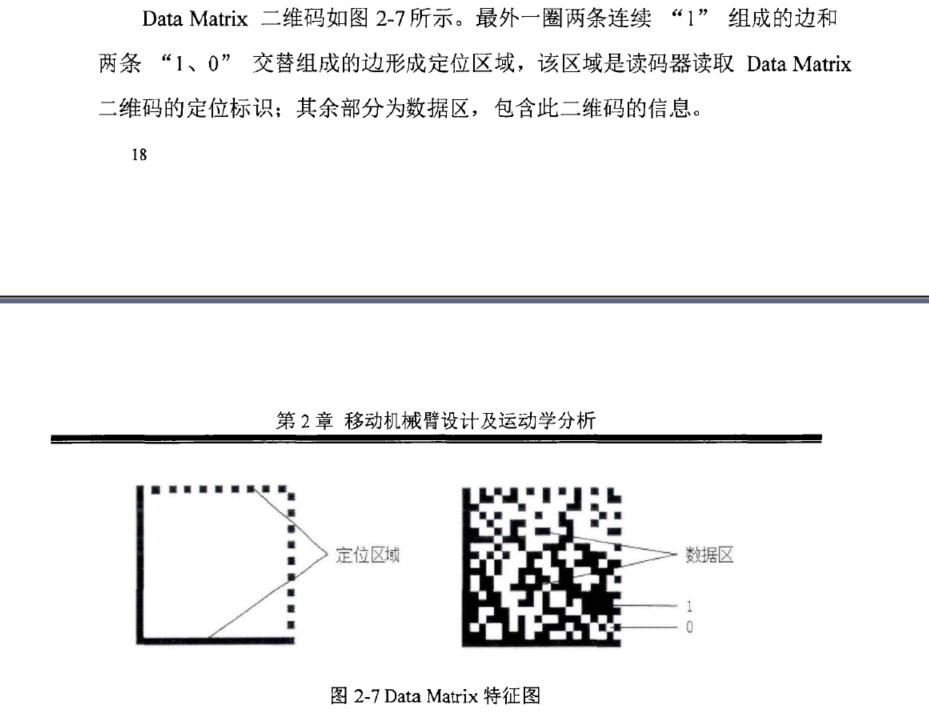 Data Matrix 二维码如图 2-7 所示。最外一圈两条连续 “1” 组成的边和
两条 “1、0” 交替组成的边形成定位区域，该区域是读码器读取 Data Matrix
二维码的定位标识；其余部分为数据区，包含此二维码的信息。
18
第 2 章 移动机械臂设计及运动学分析
定位区域
数据区
1
0
图 2-7 Data Matrix 特征图